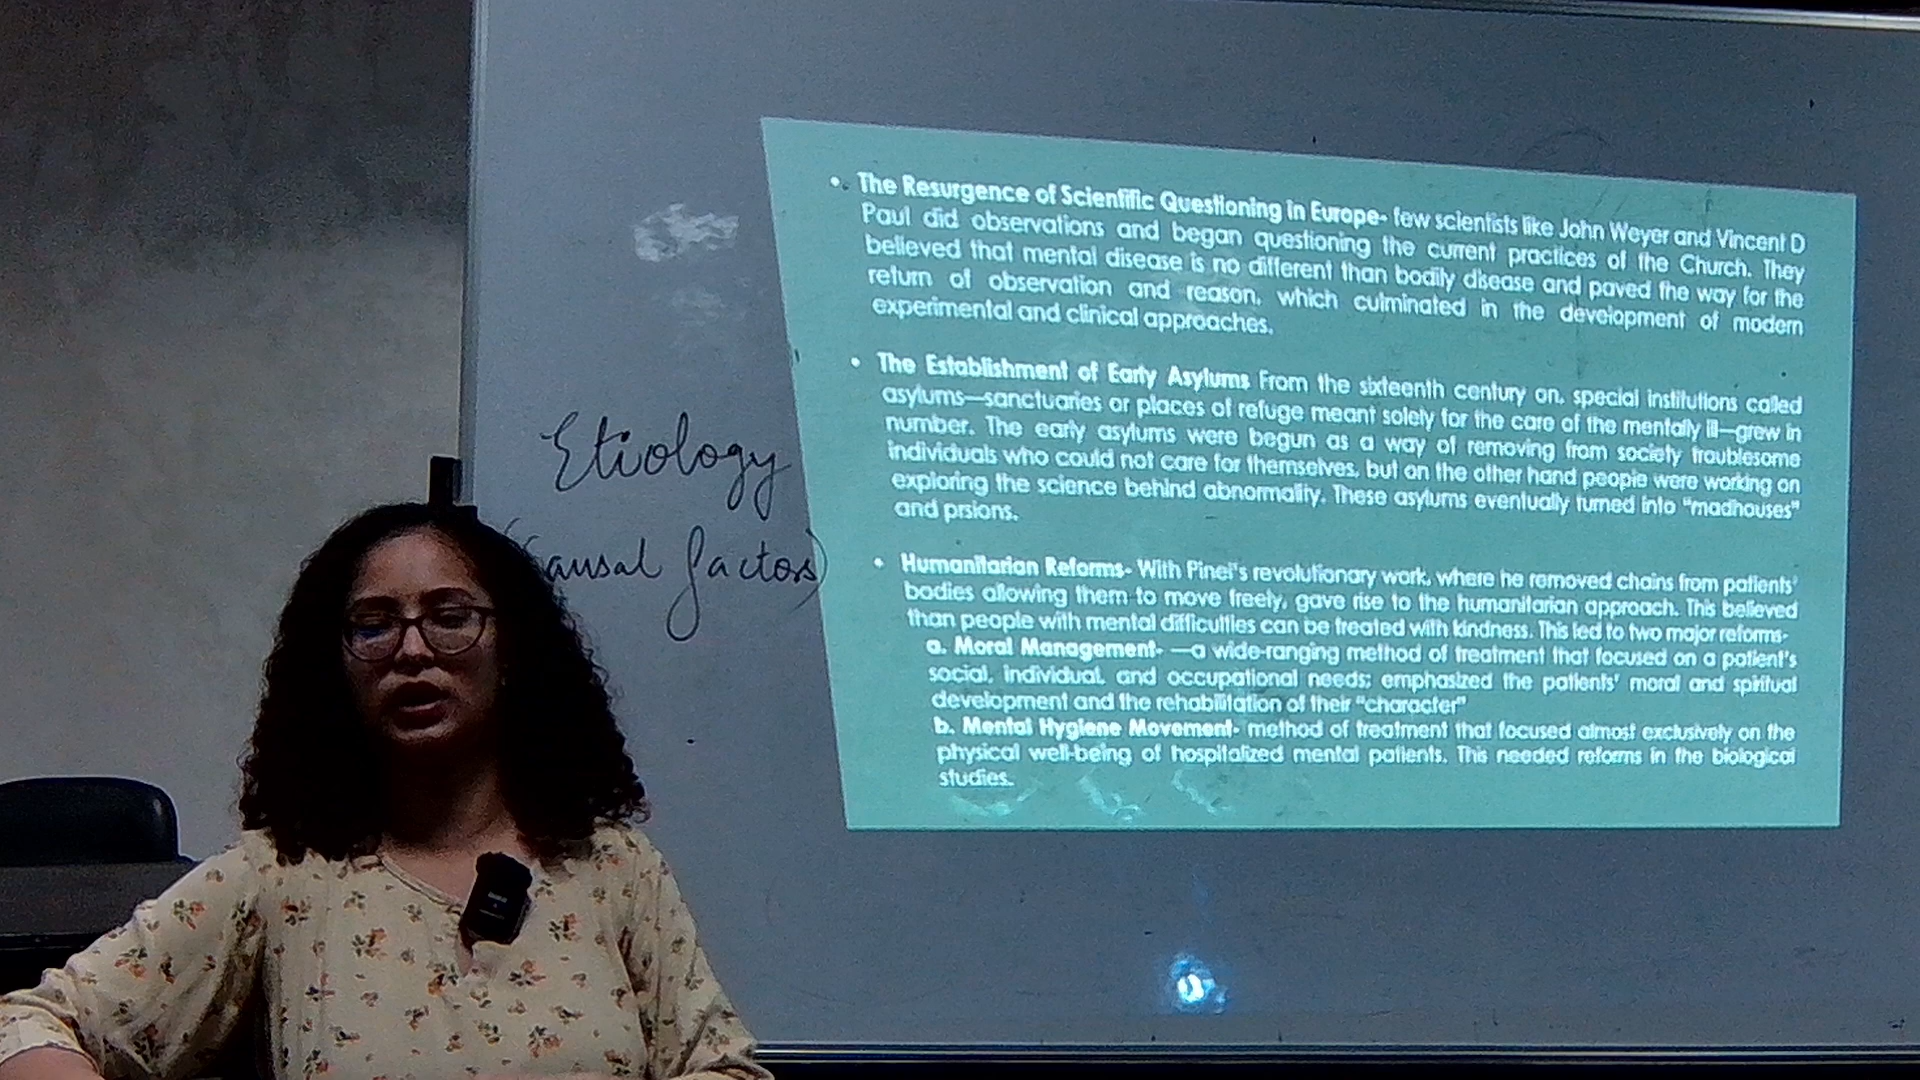 • The Resurgence of Scientific Questioning in Europe- few scientists like John Weyer and Vincent D
Paul did observations and began questioning the current practices of the Church. They
believed that mental disease is no different than bodily disease and paved the way for the
return of observation and reason, which culminated in the development of modern
experimental and clinical approaches.
• The Establishment of Early Asylums From the sixteenth century on, special institutions called
asylums—sanctuaries or places of refuge meant solely for the care of the mentally ill—grew in
number. The early asylums were begun as a way of removing from society troublesome
individuals who could not care for themselves, but on the other hand people were working on
exploring the science behind abnormality. These asylums eventually turned into "madhouses"
and prsions.
• Humanitarian Reforms- With Pinel's revolutionary work, where he removed chains from patients'
bodies allowing them to move freely, gave rise to the humanitarian approach. This believed
than people with mental difficulties can be treated with kindness. This led to two major reforms-
a. Moral Management- —a wide-ranging method of treatment that focused on a patient's
social, individual, and occupational needs; emphasized the patients' moral and spiritual
development and the rehabilitation of their "character"
b. Mental Hygiene Movement- method of treatment that focused almost exclusively on the
physical well-being of hospitalized mental patients. This needed reforms in the biological
studies.
Etiology
(causal factors)